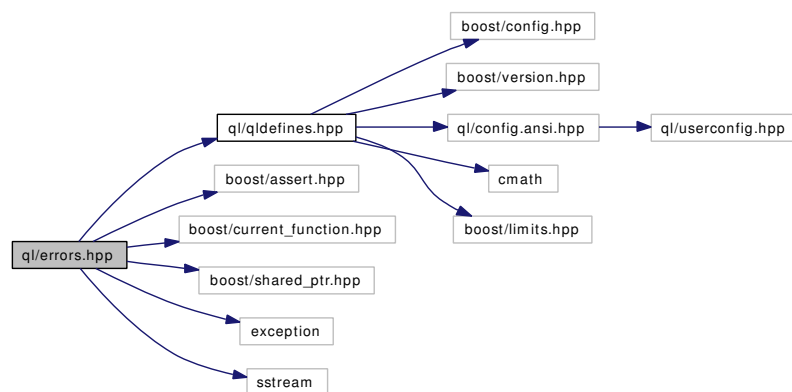 boost/config.hpp
boost/version.hpp
ql/qldefines.hpp
ql/config.ansi.hpp
ql/userconfig.hpp
boost/assert.hpp
cmath
boost/current_function.hpp
boost/limits.hpp
ql/errors.hpp
boost/shared_ptr.hpp
exception
sstream